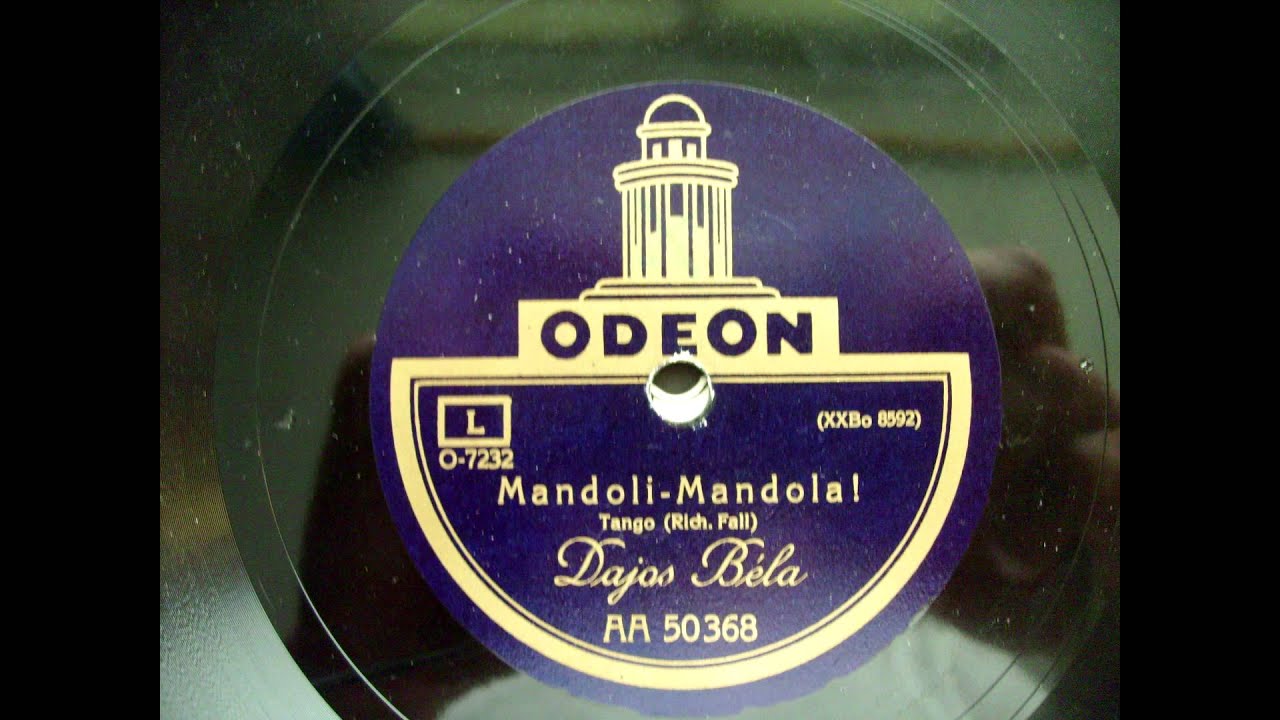 ODEON
L
O-7232
(XXBo 8592)
Mandoli-Mandola!
Tango (Rich. Fall)
Dajos Béla
AA 50368